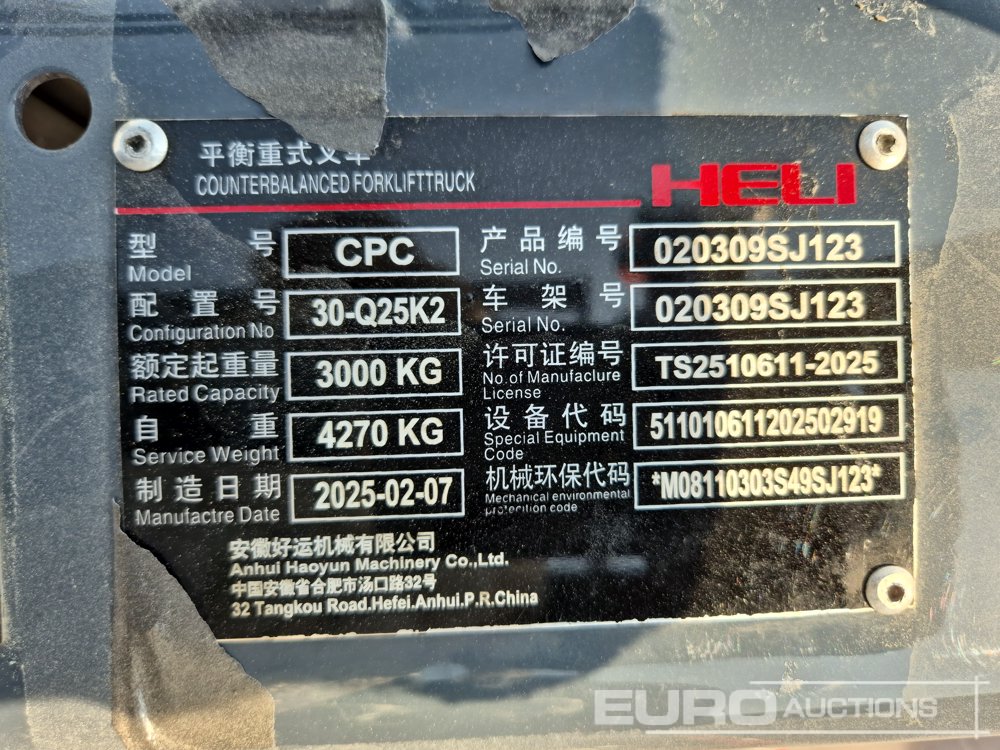 平衡重式叉车
COUNTERBALANCED FORKLIFTTRUCK
HELI
型 号 CPC 产品编号 020309SJ123
Model Serial No.
配置号 30-Q25K2 车架号 020309SJ123
Configuration No Serial No.
额定起重量 3000 KG 许可证编号 TS2510611-2025
Rated Capacity No.of Manufaclure
License
自 重 4270 KG 设备代码 511010611202502919
Service Weight Special Equipment
Code
制造日期 2025-02-07 机械环保代码 *M08110303S49SJ123*
Manufactre Date Mechanical environmental
protection code
安徽好运机械有限公司
Anhui Haoyun Machinery Co.,Ltd.
中国安徽省合肥市汤口路32号
32 Tangkou Road.Hefei.Anhui.P.R.China
EURO AUCTIONS